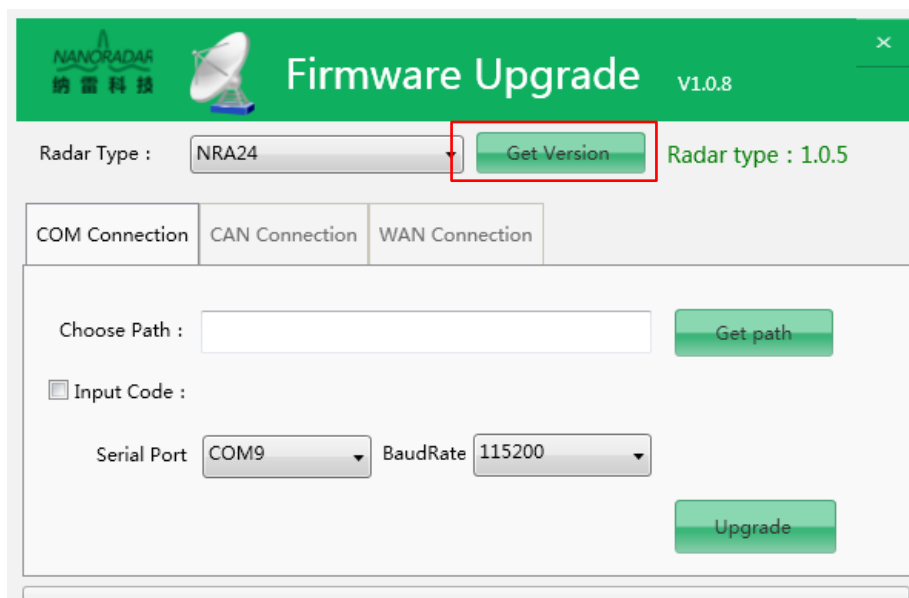 NANORADAR
纳雷科技
Firmware Upgrade V1.0.8
×
Radar Type : NRA24 Get Version Radar type : 1.0.5
COM Connection CAN Connection WAN Connection
Choose Path : Get path
Input Code :
Serial Port COM9 BaudRate 115200
Upgrade